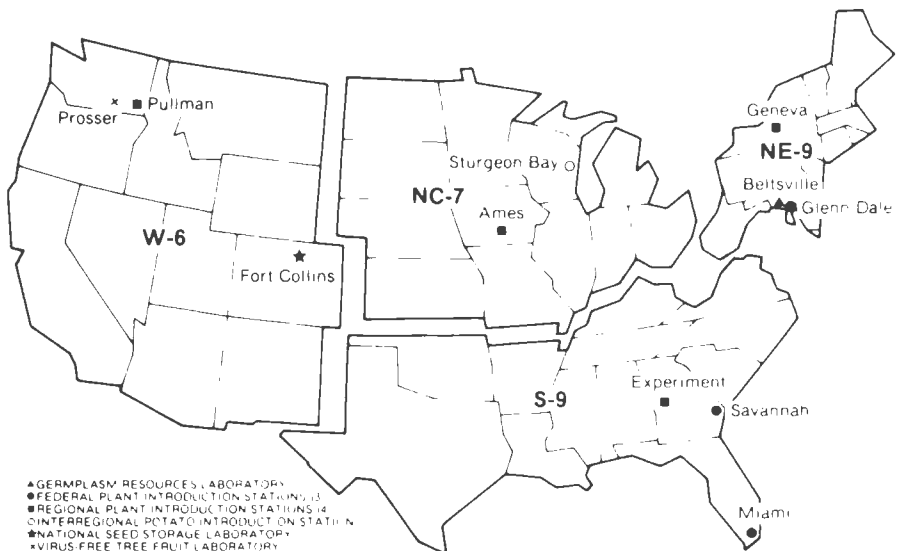 Pullman
Prosser
W-6
Fort Collins
NC-7
Sturgeon Bay
Ames
Geneva
NE-9
Beltsville
Glenn Dale
S-9
Experiment
Savannah
Miami
▲GERMPLASM RESOURCES LABORATORY
●FEDERAL PLANT INTRODUCTION STATIONS
■REGIONAL PLANT INTRODUCTION STATIONS
○INTERREGIONAL POTATO INTRODUCTION STATION
★NATIONAL SEED STORAGE LABORATORY
×VIRUS-FREE TREE FRUIT LABORATORY